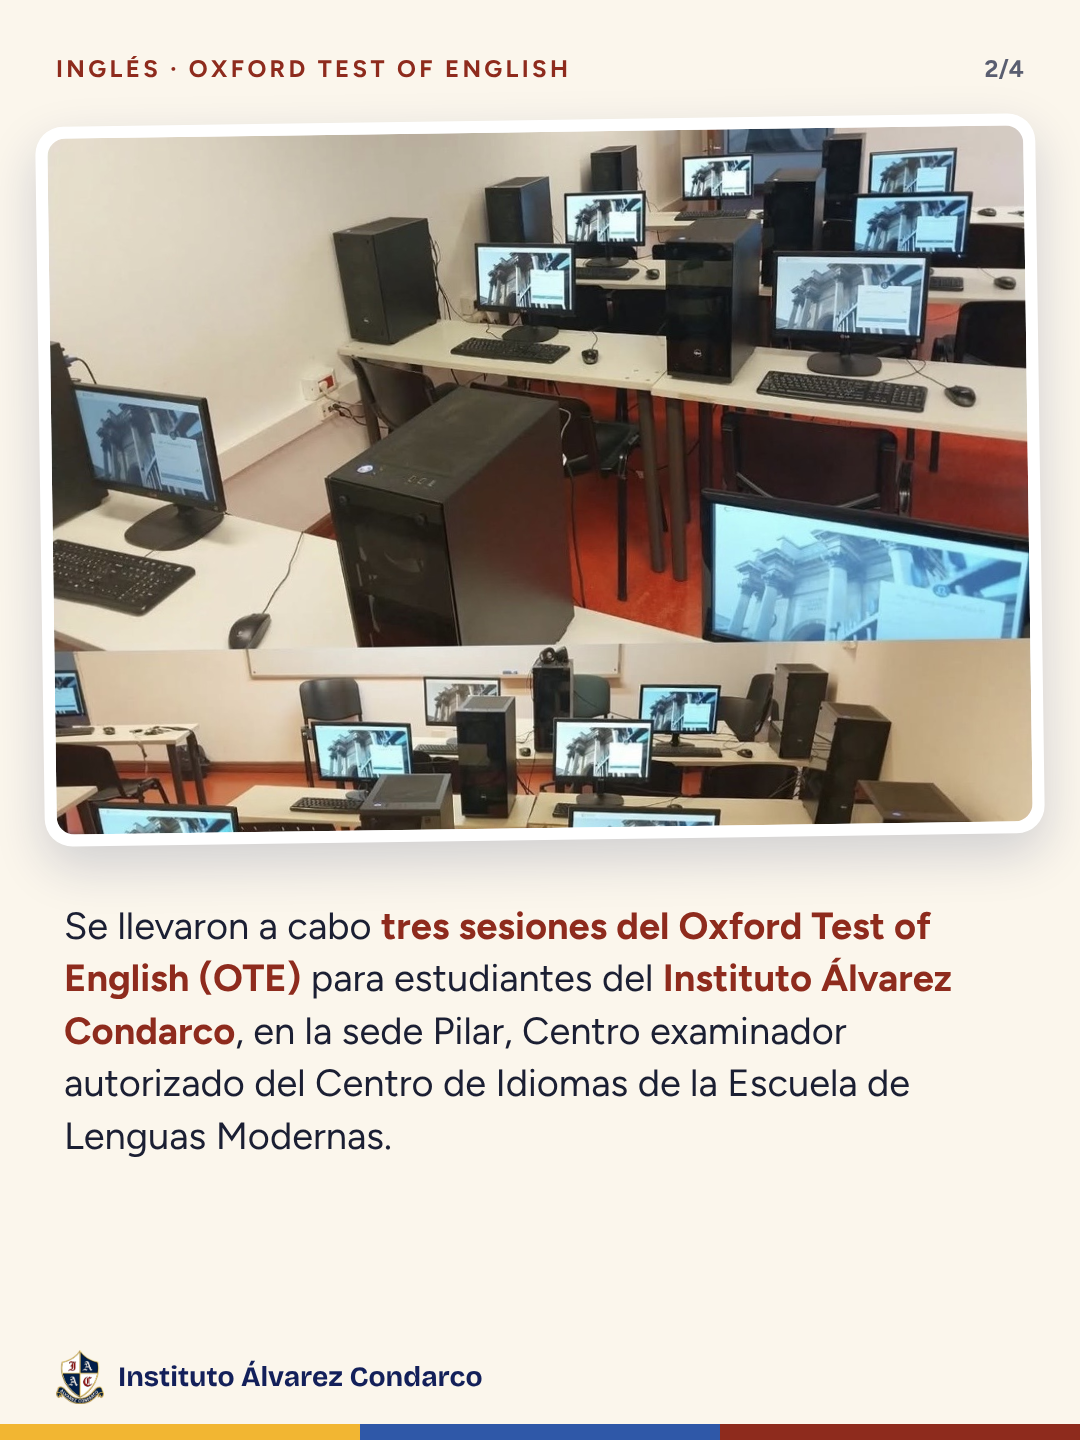 INGLÉS · OXFORD TEST OF ENGLISH
2/4
Se llevaron a cabo tres sesiones del Oxford Test of
English (OTE) para estudiantes del Instituto Álvarez
Condarco, en la sede Pilar, Centro examinador
autorizado del Centro de Idiomas de la Escuela de
Lenguas Modernas.
I A
A C
Instituto Álvarez Condarco